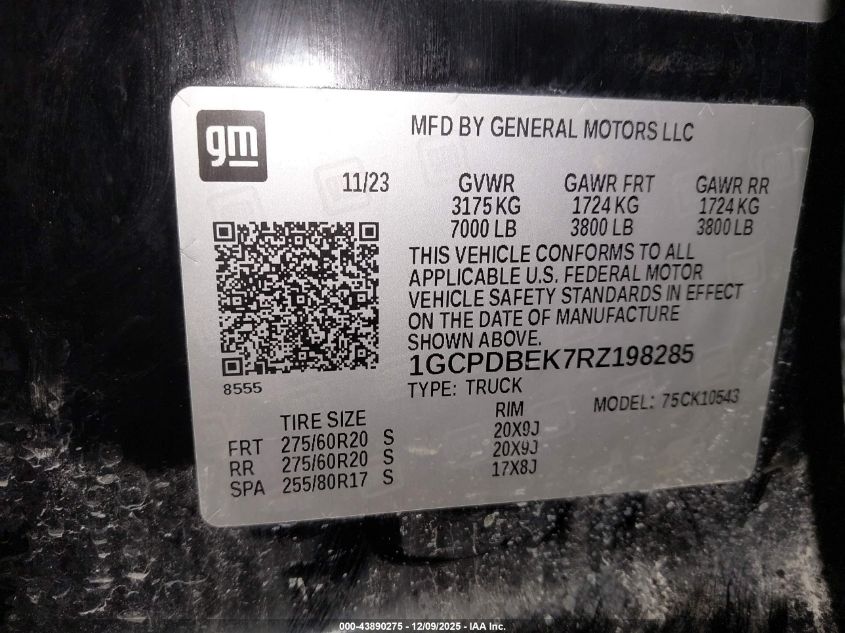 gm
MFD BY GENERAL MOTORS LLC
11/23 GVWR GAWR FRT GAWR RR
3175 KG 1724 KG 1724 KG
7000 LB 3800 LB 3800 LB
THIS VEHICLE CONFORMS TO ALL
APPLICABLE U.S. FEDERAL MOTOR
VEHICLE SAFETY STANDARDS IN EFFECT
ON THE DATE OF MANUFACTURE
SHOWN ABOVE.
1GCPDBEK7RZ198285
8555
TYPE: TRUCK
MODEL: 75CK10543
TIRE SIZE RIM
FRT 275/60R20 S 20X9J
RR 275/60R20 S 20X9J
SPA 255/80R17 S 17X8J
000-43890275 - 12/09/2025 - IAA Inc.